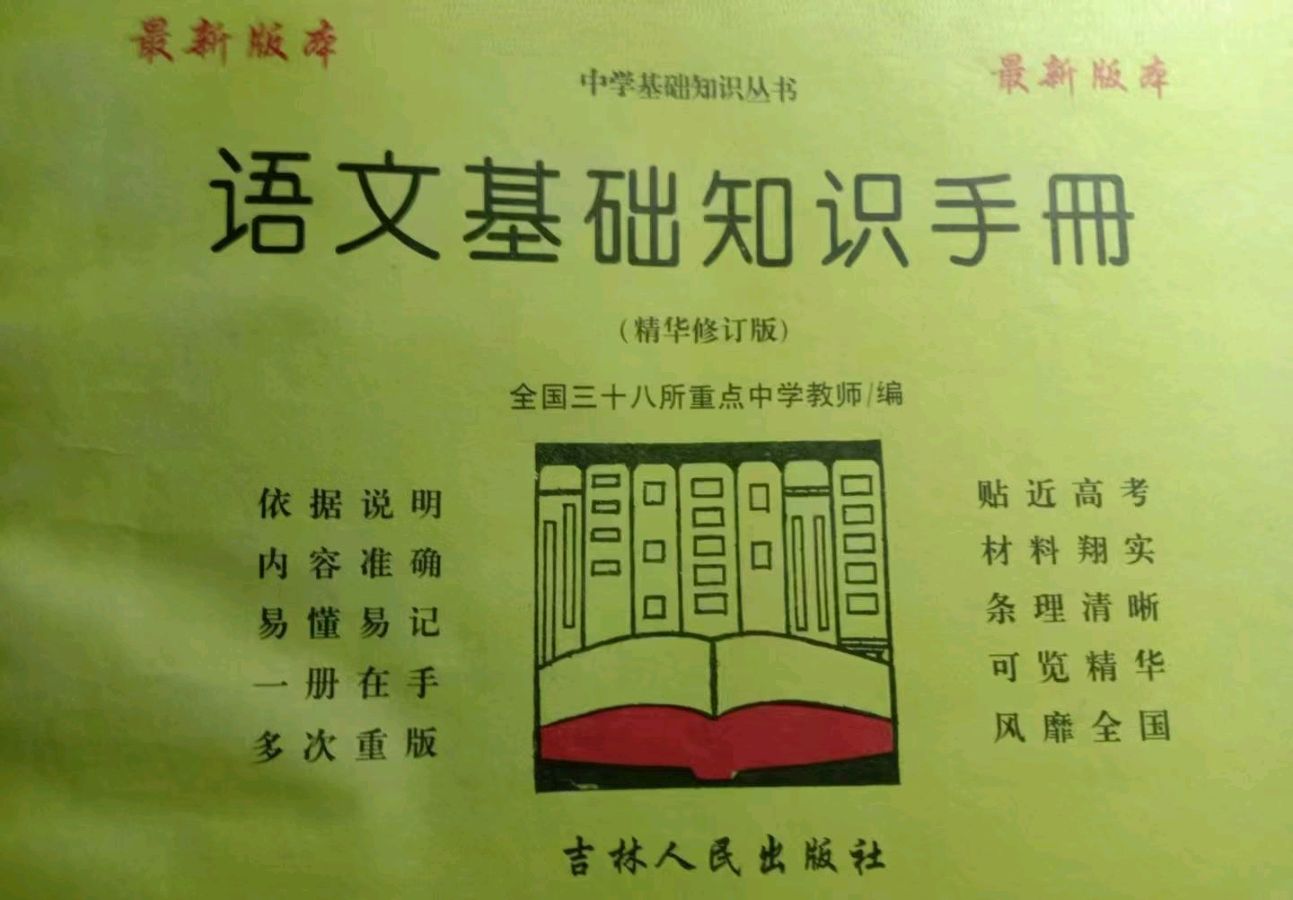 最新版本
中学基础知识丛书
最新版本
语文基础知识手册
(精华修订版)
全国三十八所重点中学教师/编
依据说明
内容准确
易懂易记
一册在手
多次重版
贴近高考
材料翔实
条理清晰
可览精华
风靡全国
吉林人民出版社